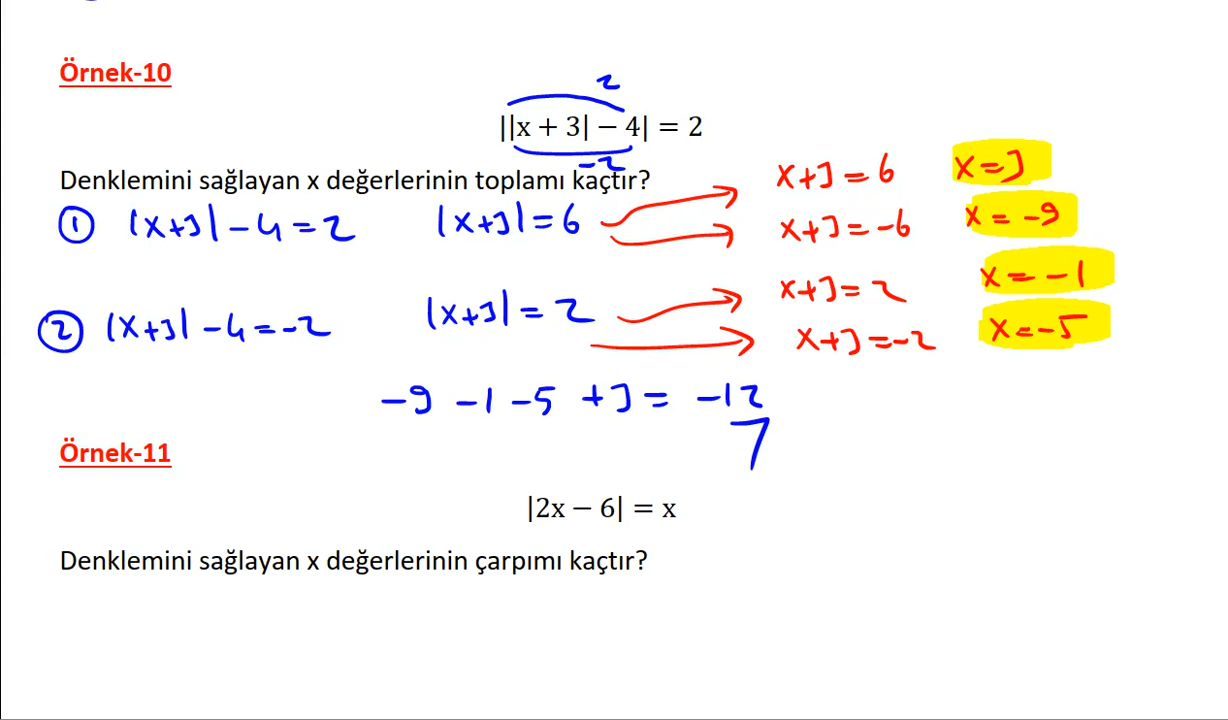 Örnek-10
2
||x + 3| − 4| = 2
-2
Denklemini sağlayan x değerlerinin toplamı kaçtır?
x+3=6 x=3
① |x+3| -4=2 |x+3|=6 x+3=-6 x=-9
x+3=2 x=-1
② |x+3| -4=-2 |x+3|=2 x+3=-2 x=-5
-9 -1 -5 +3 = -12
Örnek-11
|2x − 6| = x
Denklemini sağlayan x değerlerinin çarpımı kaçtır?